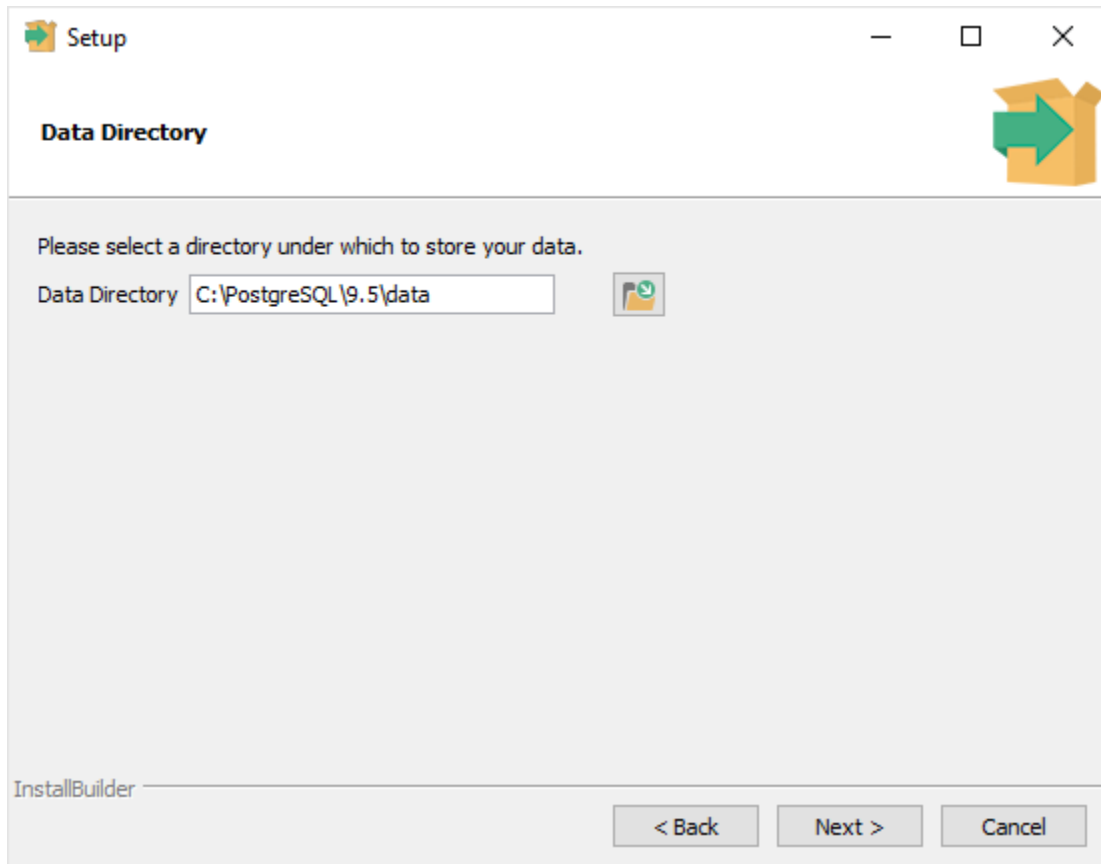 Setup
Data Directory
Please select a directory under which to store your data.
Data Directory C:\PostgreSQL\9.5\data
InstallBuilder
< Back Next > Cancel